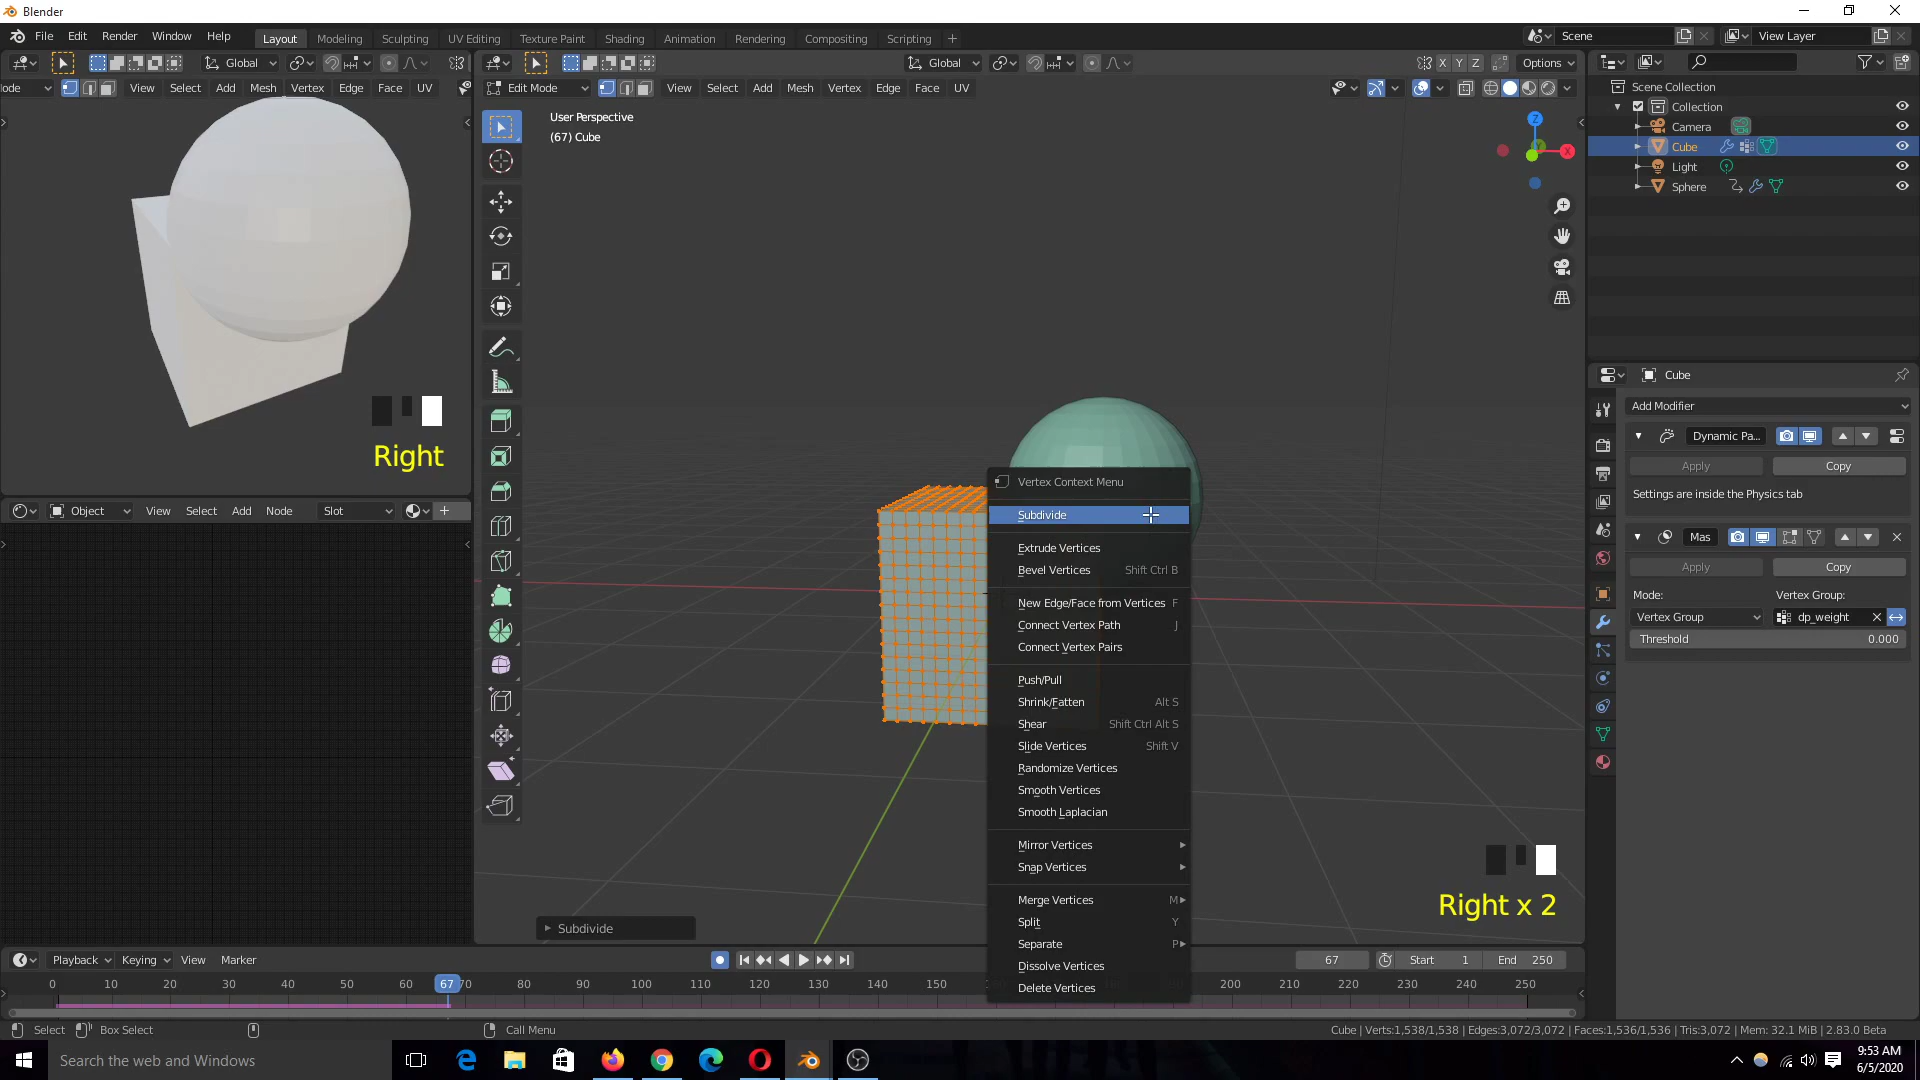 Blender
File Edit Render Window Help
Layout Modeling Sculpting UV Editing Texture Paint Shading Animation Rendering Compositing Scripting
Scene
View Layer
Global
Global
X Y Z
Options
ode View Select Add Mesh Vertex Edge Face UV
Edit Mode View Select Add Mesh Vertex Edge Face UV
User Perspective
(67) Cube
Z
X
Scene Collection
Collection
Camera
Cube
Light
Sphere
Right
Object View Select Add Node Slot
Vertex Context Menu
Subdivide
Extrude Vertices
Bevel Vertices Shift Ctrl B
New Edge/Face from Vertices F
Connect Vertex Path J
Connect Vertex Pairs
Push/Pull
Shrink/Fatten Alt S
Shear Shift Ctrl Alt S
Slide Vertices Shift V
Randomize Vertices
Smooth Vertices
Smooth Laplacian
Mirror Vertices
Snap Vertices
Merge Vertices M
Split Y
Separate P
Dissolve Vertices
Delete Vertices
Cube
Add Modifier
Dynamic Pa...
Apply Copy
Settings are inside the Physics tab
Mas
Apply Copy
Mode: Vertex Group:
Vertex Group dp_weight
Threshold 0.000
Right x 2
Subdivide
Playback Keying View Marker
67 Start 1 End 250
0 10 20 30 40 50 60 67 70 80 90 100 110 120 130 140 150 200 210 220 230 240 250
Select Box Select Call Menu
Cube | Verts:1,538/1,538 | Edges:3,072/3,072 | Faces:1,536/1,536 | Tris:3,072 | Mem: 32.1 MiB | 2.83.0 Beta
Search the web and Windows
9:53 AM
6/5/2020